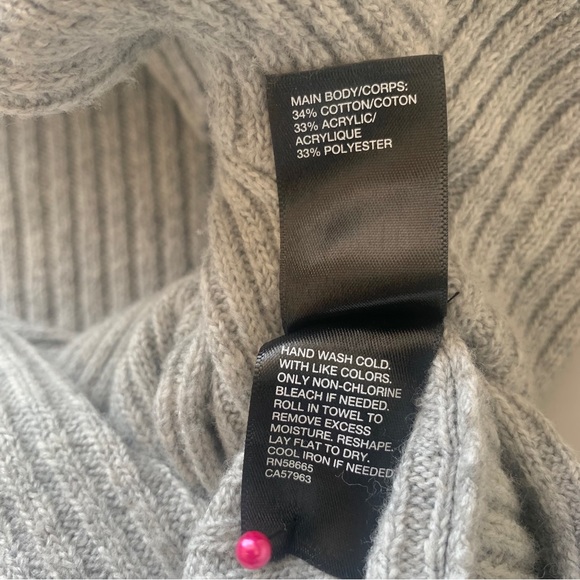 MAIN BODY/CORPS:
34% COTTON/COTON
33% ACRYLIC/
ACRYLIQUE
33% POLYESTER
HAND WASH COLD.
WITH LIKE COLORS.
ONLY NON-CHLORINE
BLEACH IF NEEDED.
ROLL IN TOWEL TO
REMOVE EXCESS
MOISTURE. RESHAPE.
LAY FLAT TO DRY.
COOL IRON IF NEEDED
RN58665
CA57963